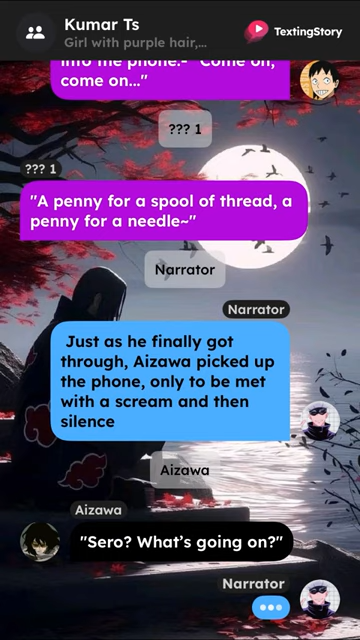 Kumar Ts
Girl with purple hair,...
TextingStory
into the phone.- "Come on,
come on..."
??? 1
??? 1
"A penny for a spool of thread, a
penny for a needle~"
Narrator
Narrator
Just as he finally got
through, Aizawa picked up
the phone, only to be met
with a scream and then
silence
Aizawa
Aizawa
"Sero? What's going on?"
Narrator